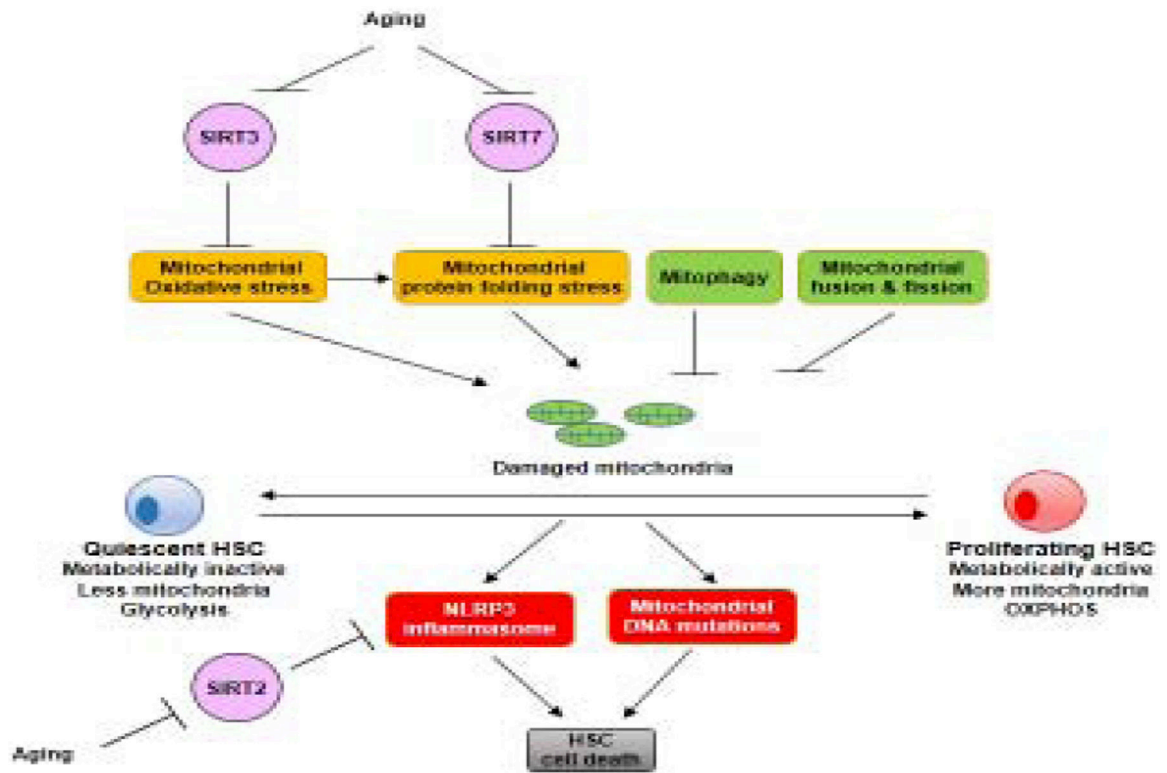 Aging
SIRT3
SIRT7
Mitochondrial
Oxidative stress
Mitochondrial
protein folding stress
Mitophagy
Mitochondrial
fusion & fission
Damaged mitochondria
Quiescent HSC
Metabolically inactive
Less mitochondria
Glycolysis
Proliferating HSC
Metabolically active
More mitochondria
OXPHOS
NLRP3
inflammasome
Mitochondrial
DNA mutations
SIRT2
Aging
HSC
cell death